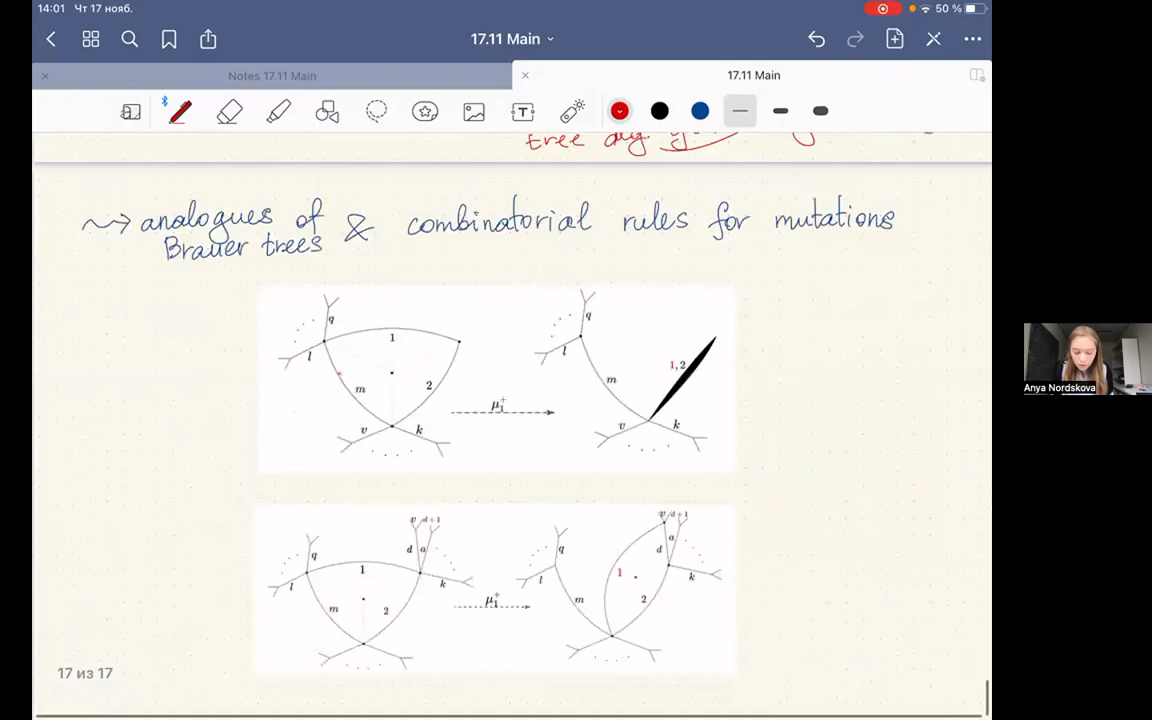 14:01 Чт 17 нояб.
50 %
17.11 Main
Notes 17.11 Main
17.11 Main
tree
analogues of & combinatorial rules for mutations
Brauer trees
q 1 l m 2 v k
μ₁⁺
q l m 1, 2 v k
q 1 l m 2 d a v d+1 k
μ₁⁺
q l m 1 2 d a v d+1 k
17 из 17
Anya Nordskova